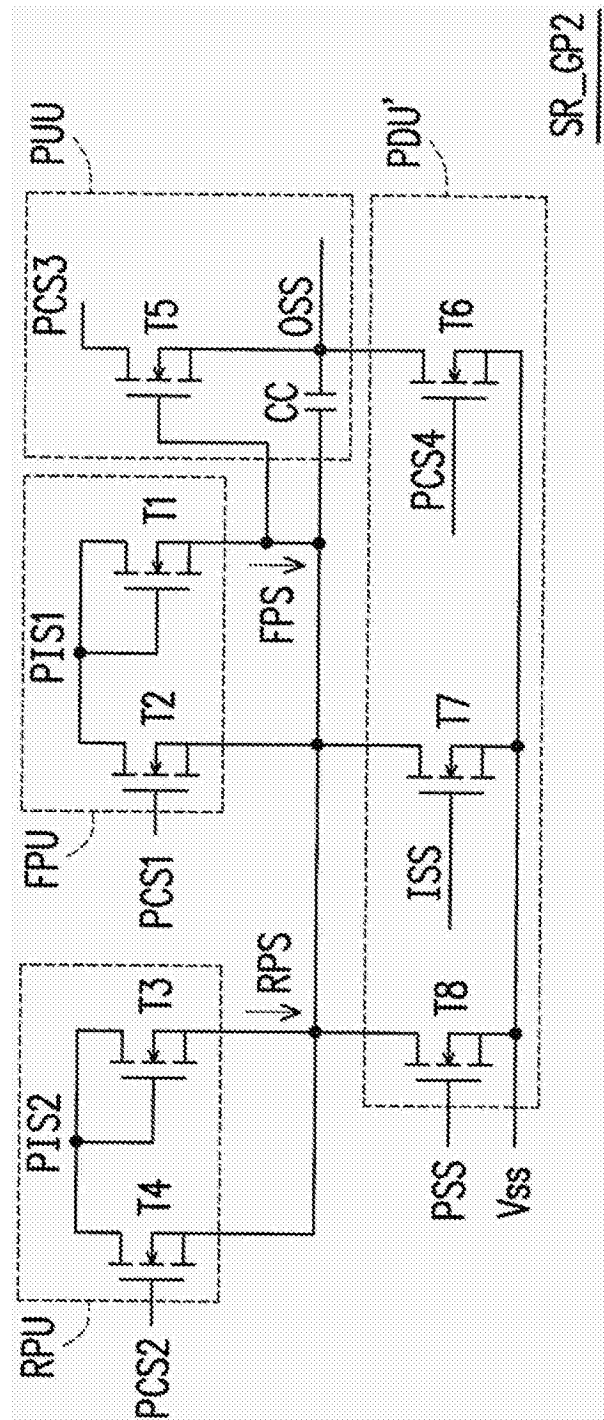 RPU
PIS2
T4
T3
PCS2
RPS
FPU
PIS1
T2
T1
PCS1
FPS
PUU
PCS3
T5
CC
OSS
PDU'
PSS
T8
ISS
T7
PCS4
T6
Vss
SR_GP2